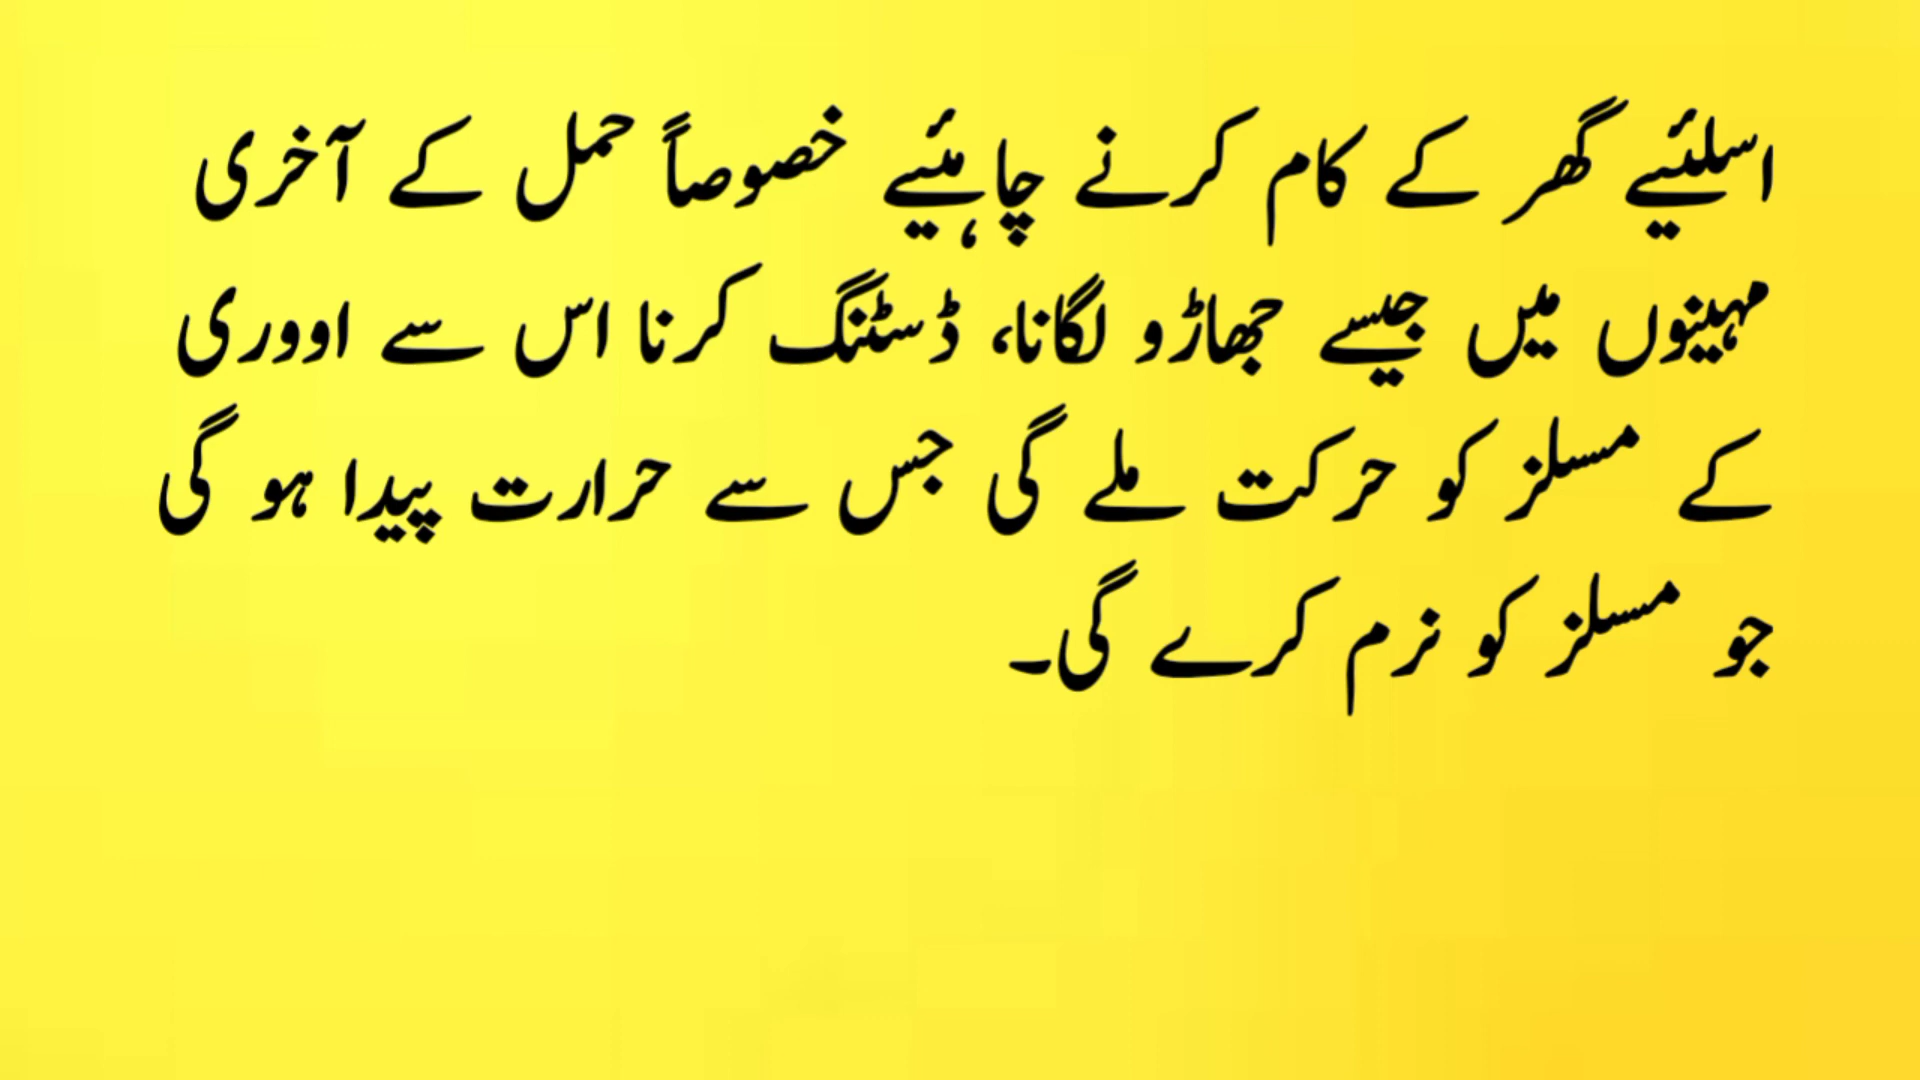 اسلئیے گھر کے کام کرنے چاہئیے خصوصاً حمل کے آخری
مہینوں میں جیسے جھاڑو لگانا، ڈسٹنگ کرنا اس سے اووری
کے مسلز کو حرکت ملے گی جس سے حرارت پیدا ہو گی
جو مسلز کو نرم کرے گی۔